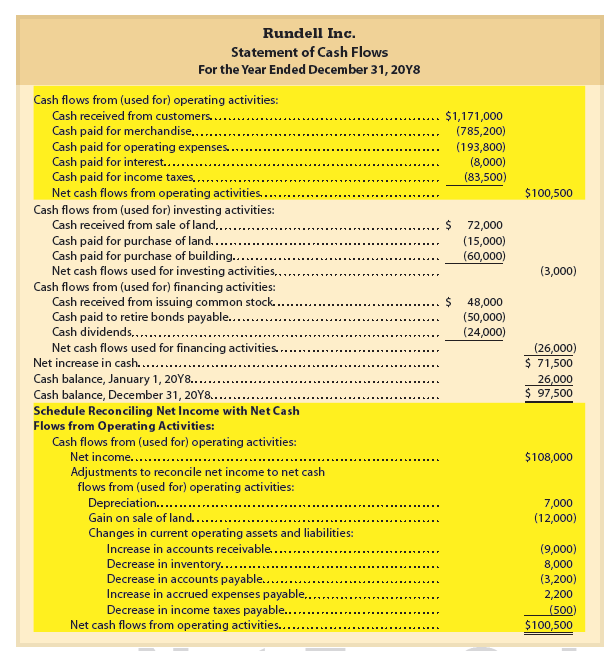 Rundell Inc.
Statement of Cash Flows
For the Year Ended December 31, 20Y8
Cash flows from (used for) operating activities:
Cash received from customers........................................ $1,171,000
Cash paid for merchandise........................................ (785,200)
Cash paid for operating expenses........................................ (193,800)
Cash paid for interest........................................ (8,000)
Cash paid for income taxes........................................ (83,500)
Net cash flows from operating activities........................................ $100,500
Cash flows from (used for) investing activities:
Cash received from sale of land........................................ $ 72,000
Cash paid for purchase of land........................................ (15,000)
Cash paid for purchase of building........................................ (60,000)
Net cash flows used for investing activities........................................ (3,000)
Cash flows from (used for) financing activities:
Cash received from issuing common stock........................................ $ 48,000
Cash paid to retire bonds payable........................................ (50,000)
Cash dividends........................................ (24,000)
Net cash flows used for financing activities........................................ (26,000)
Net increase in cash........................................ $ 71,500
Cash balance, January 1, 20Y8........................................ 26,000
Cash balance, December 31, 20Y8........................................ $ 97,500
Schedule Reconciling Net Income with Net Cash
Flows from Operating Activities:
Cash flows from (used for) operating activities:
Net income........................................ $108,000
Adjustments to reconcile net income to net cash
flows from (used for) operating activities:
Depreciation........................................ 7,000
Gain on sale of land........................................ (12,000)
Changes in current operating assets and liabilities:
Increase in accounts receivable........................................ (9,000)
Decrease in inventory........................................ 8,000
Decrease in accounts payable........................................ (3,200)
Increase in accrued expenses payable........................................ 2,200
Decrease in income taxes payable........................................ (500)
Net cash flows from operating activities........................................ $100,500